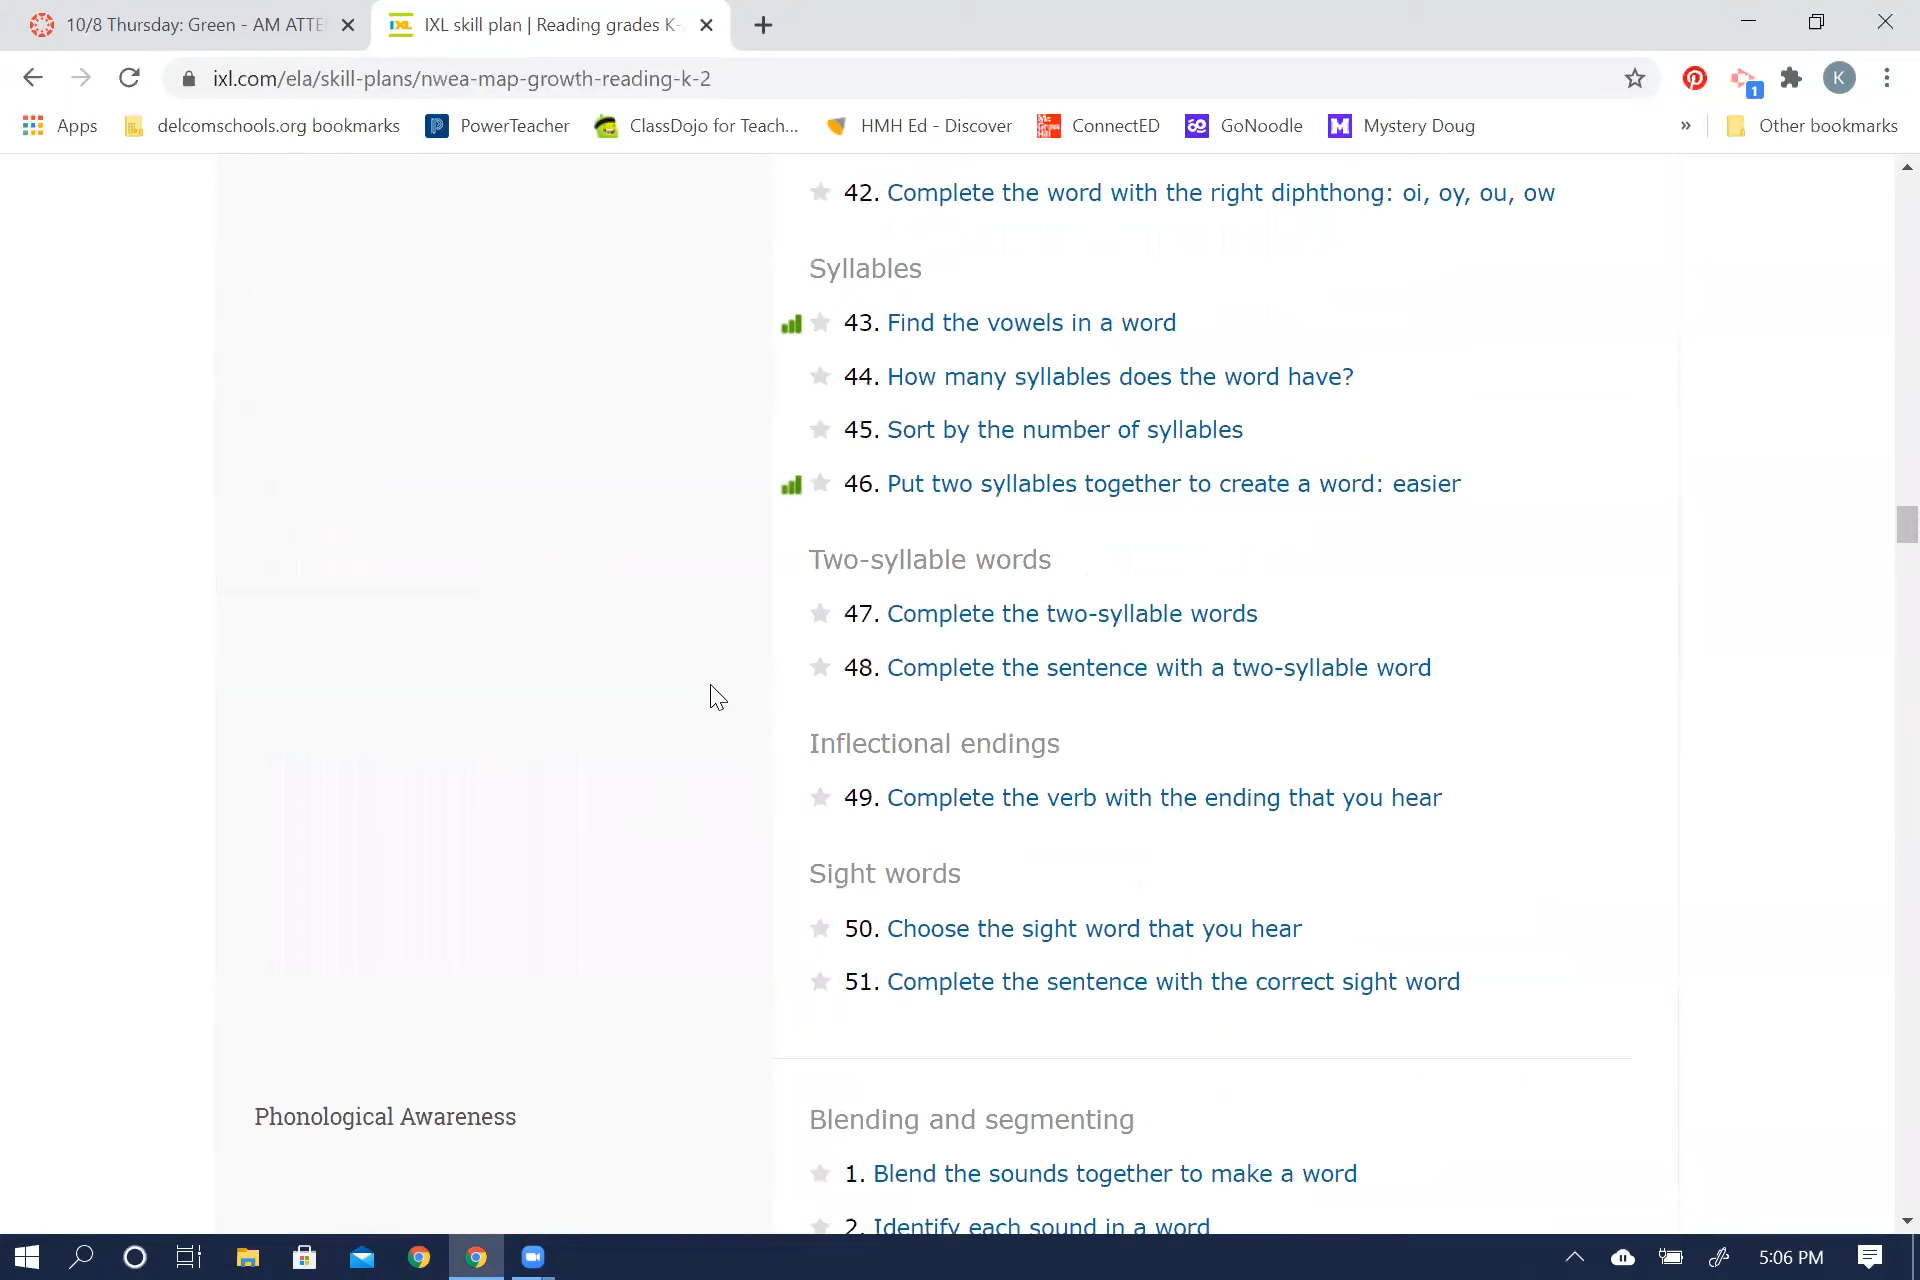 10/8 Thursday: Green - AM ATTE
IXL skill plan | Reading grades K-
ixl.com/ela/skill-plans/nwea-map-growth-reading-k-2
K
1
Apps
delcomschools.org bookmarks
PowerTeacher
ClassDojo for Teach...
HMH Ed - Discover
ConnectED
GoNoodle
Mystery Doug
»
Other bookmarks
42. Complete the word with the right diphthong: oi, oy, ou, ow
Syllables
43. Find the vowels in a word
44. How many syllables does the word have?
45. Sort by the number of syllables
46. Put two syllables together to create a word: easier
Two-syllable words
47. Complete the two-syllable words
48. Complete the sentence with a two-syllable word
Inflectional endings
49. Complete the verb with the ending that you hear
Sight words
50. Choose the sight word that you hear
51. Complete the sentence with the correct sight word
Phonological Awareness
Blending and segmenting
1. Blend the sounds together to make a word
2. Identify each sound in a word
5:06 PM